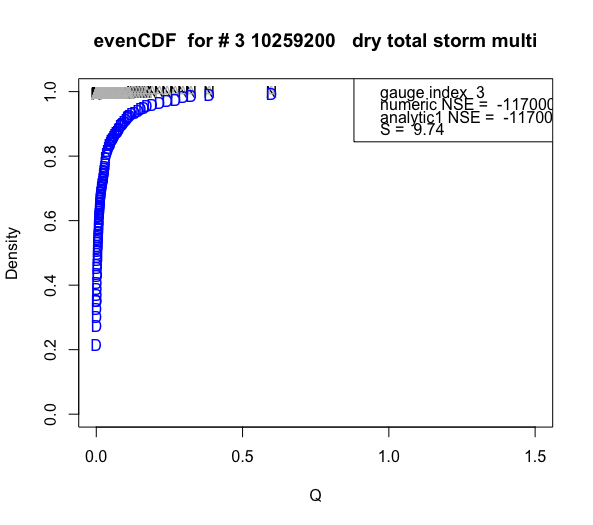 evenCDF for # 3 10259200 dry total storm multi
gauge index 3
numeric NSE = -117000
analytic1 NSE = -11700
S = 9.74
Density
1.0
0.8
0.6
0.4
0.2
0.0
0.0 0.5 1.0 1.5
Q